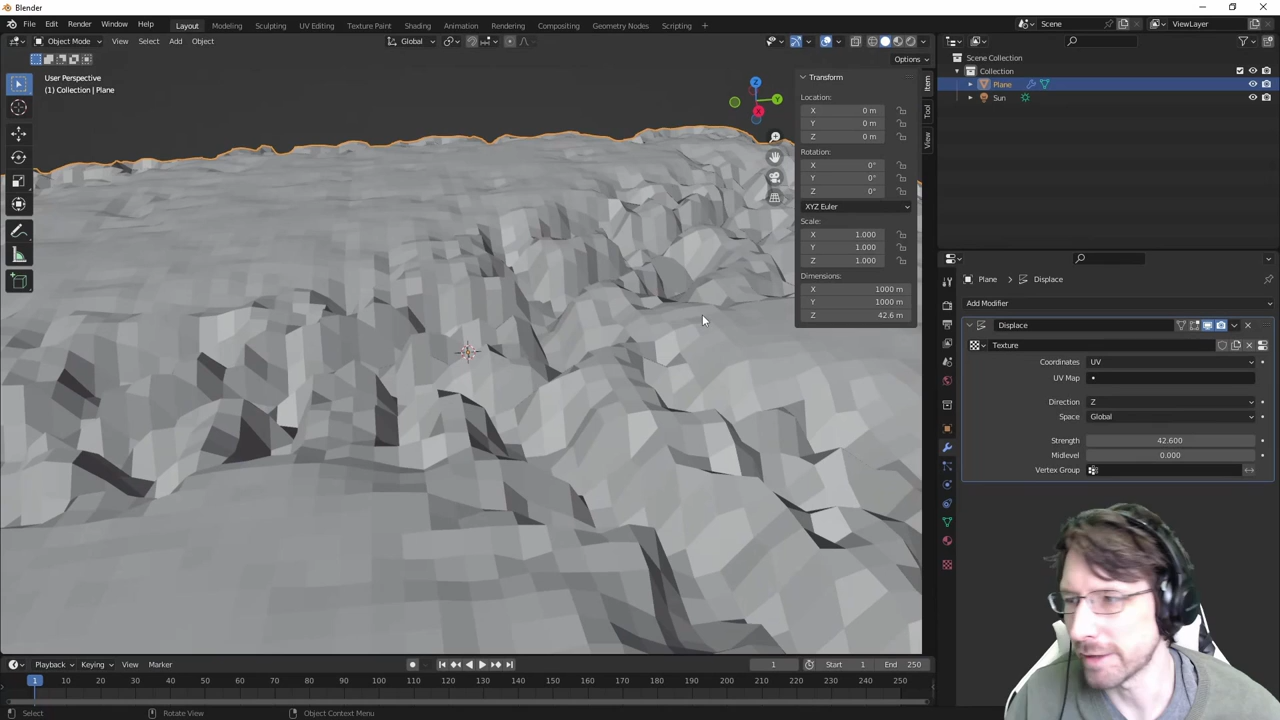 Blender
File Edit Render Window Help
Layout Modeling Sculpting UV Editing Texture Paint Shading Animation Rendering Compositing Geometry Nodes Scripting +
Scene
ViewLayer
Object Mode View Select Add Object
Global
Options
User Perspective
(1) Collection | Plane
Z
Y
X
Transform
Location:
X 0 m
Y 0 m
Z 0 m
Rotation:
X 0°
Y 0°
Z 0°
XYZ Euler
Scale:
X 1.000
Y 1.000
Z 1.000
Dimensions:
X 1000 m
Y 1000 m
Z 42.6 m
Item
Tool
View
Scene Collection
Collection
Plane
Sun
Plane > Displace
Add Modifier
Displace
Texture
Coordinates UV
UV Map
Direction Z
Space Global
Strength 42.600
Midlevel 0.000
Vertex Group
Playback Keying View Marker
1 Start 1 End 250
1 10 20 30 40 50 60 70 80 90 100 110 120 130 140 150 160 170 180 190 200 210 220 230 240 250
Select Rotate View Object Context Menu